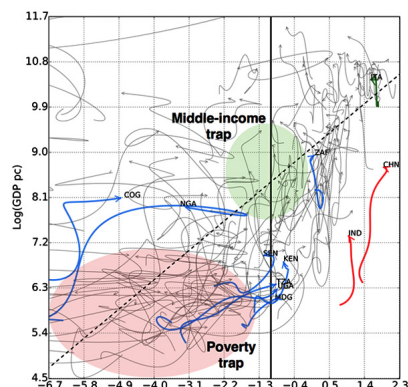 11.7
10.8
9.9
9.0
8.1
7.2
6.3
5.4
4.5
Log(GDP pc)
Middle-income
trap
ITA
ZAF
CHN
COG
NGA
IND
SEN
KEN
UGA
MDG
Poverty
trap
−6.7 −5.8 −4.9 −4.0 −3.1 −2.2 −1.3 −0.4 0.5 1.4 2.3